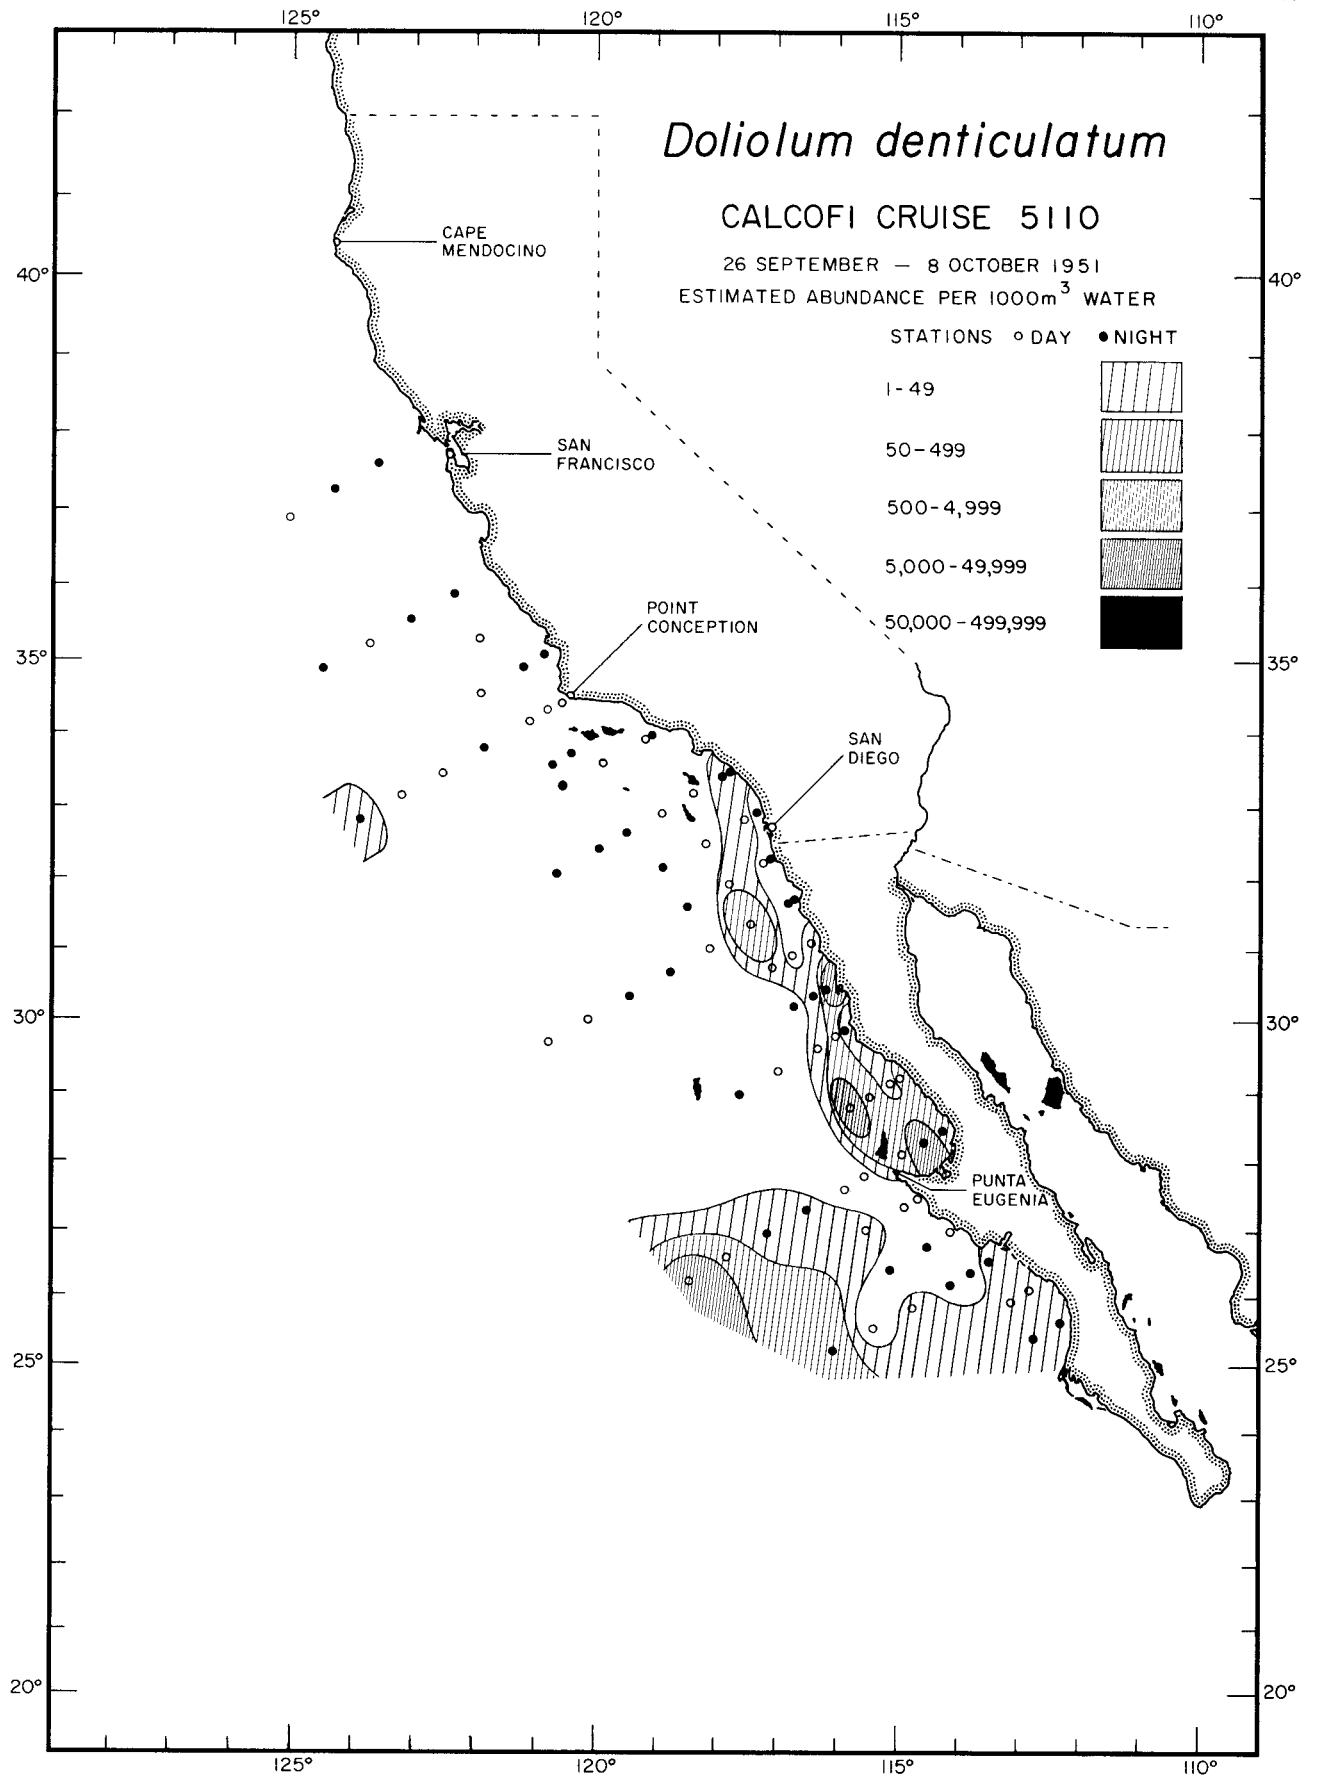 125° 120° 115° 110°
Doliolum denticulatum
CALCOFI CRUISE 5110
26 SEPTEMBER — 8 OCTOBER 1951
ESTIMATED ABUNDANCE PER 1000m³ WATER
STATIONS ○ DAY ● NIGHT
1-49
50-499
500-4,999
5,000-49,999
50,000-499,999
CAPE
MENDOCINO
40° 40°
SAN
FRANCISCO
POINT
CONCEPTION
35° 35°
SAN
DIEGO
30° 30°
PUNTA
EUGENIA
25° 25°
20° 20°
125° 120° 115° 110°